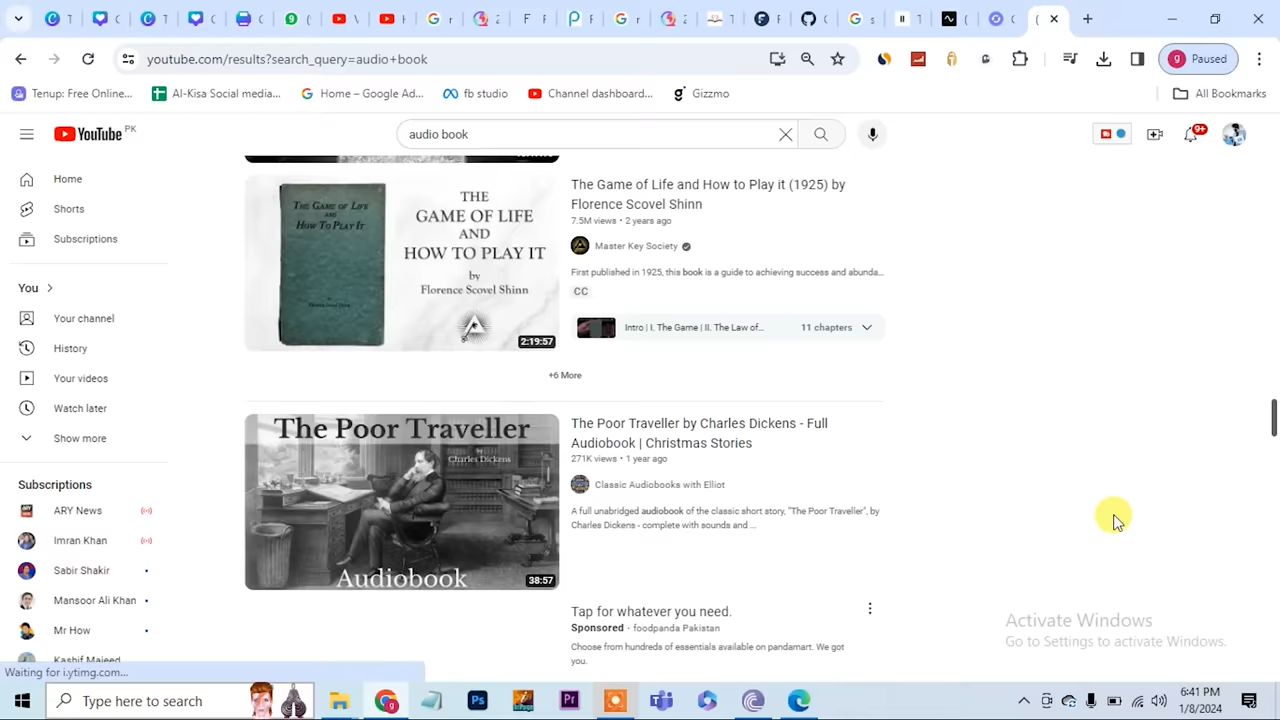 youtube.com/results?search_query=audio+book
Paused
Tenup: Free Online...
Al-Kisa Social media...
Home – Google Ad...
fb studio
Channel dashboard...
Gizzmo
All Bookmarks
YouTube PK
audio book
9+
Home
Shorts
Subscriptions
You
Your channel
History
Your videos
Watch later
Show more
Subscriptions
ARY News
Imran Khan
Sabir Shakir
Mansoor Ali Khan
Mr How
Kashif Majeed
THE GAME OF LIFE
AND
HOW TO PLAY IT
THE
GAME OF LIFE
AND
HOW TO PLAY IT
by
Florence Scovel Shinn
2:19:57
The Game of Life and How to Play it (1925) by
Florence Scovel Shinn
7.5M views • 2 years ago
Master Key Society
First published in 1925, this book is a guide to achieving success and abunda...
CC
Intro | I. The Game | II. The Law of...
11 chapters
+6 More
The Poor Traveller
Charles Dickens
Audiobook
38:57
The Poor Traveller by Charles Dickens - Full
Audiobook | Christmas Stories
271K views • 1 year ago
Classic Audiobooks with Elliot
A full unabridged audiobook of the classic short story, "The Poor Traveller", by
Charles Dickens - complete with sounds and ...
Tap for whatever you need.
Sponsored · foodpanda Pakistan
Choose from hundreds of essentials available on pandamart. We got
you.
Activate Windows
Go to Settings to activate Windows.
Waiting for i.ytimg.com...
Type here to search
6:41 PM
1/8/2024